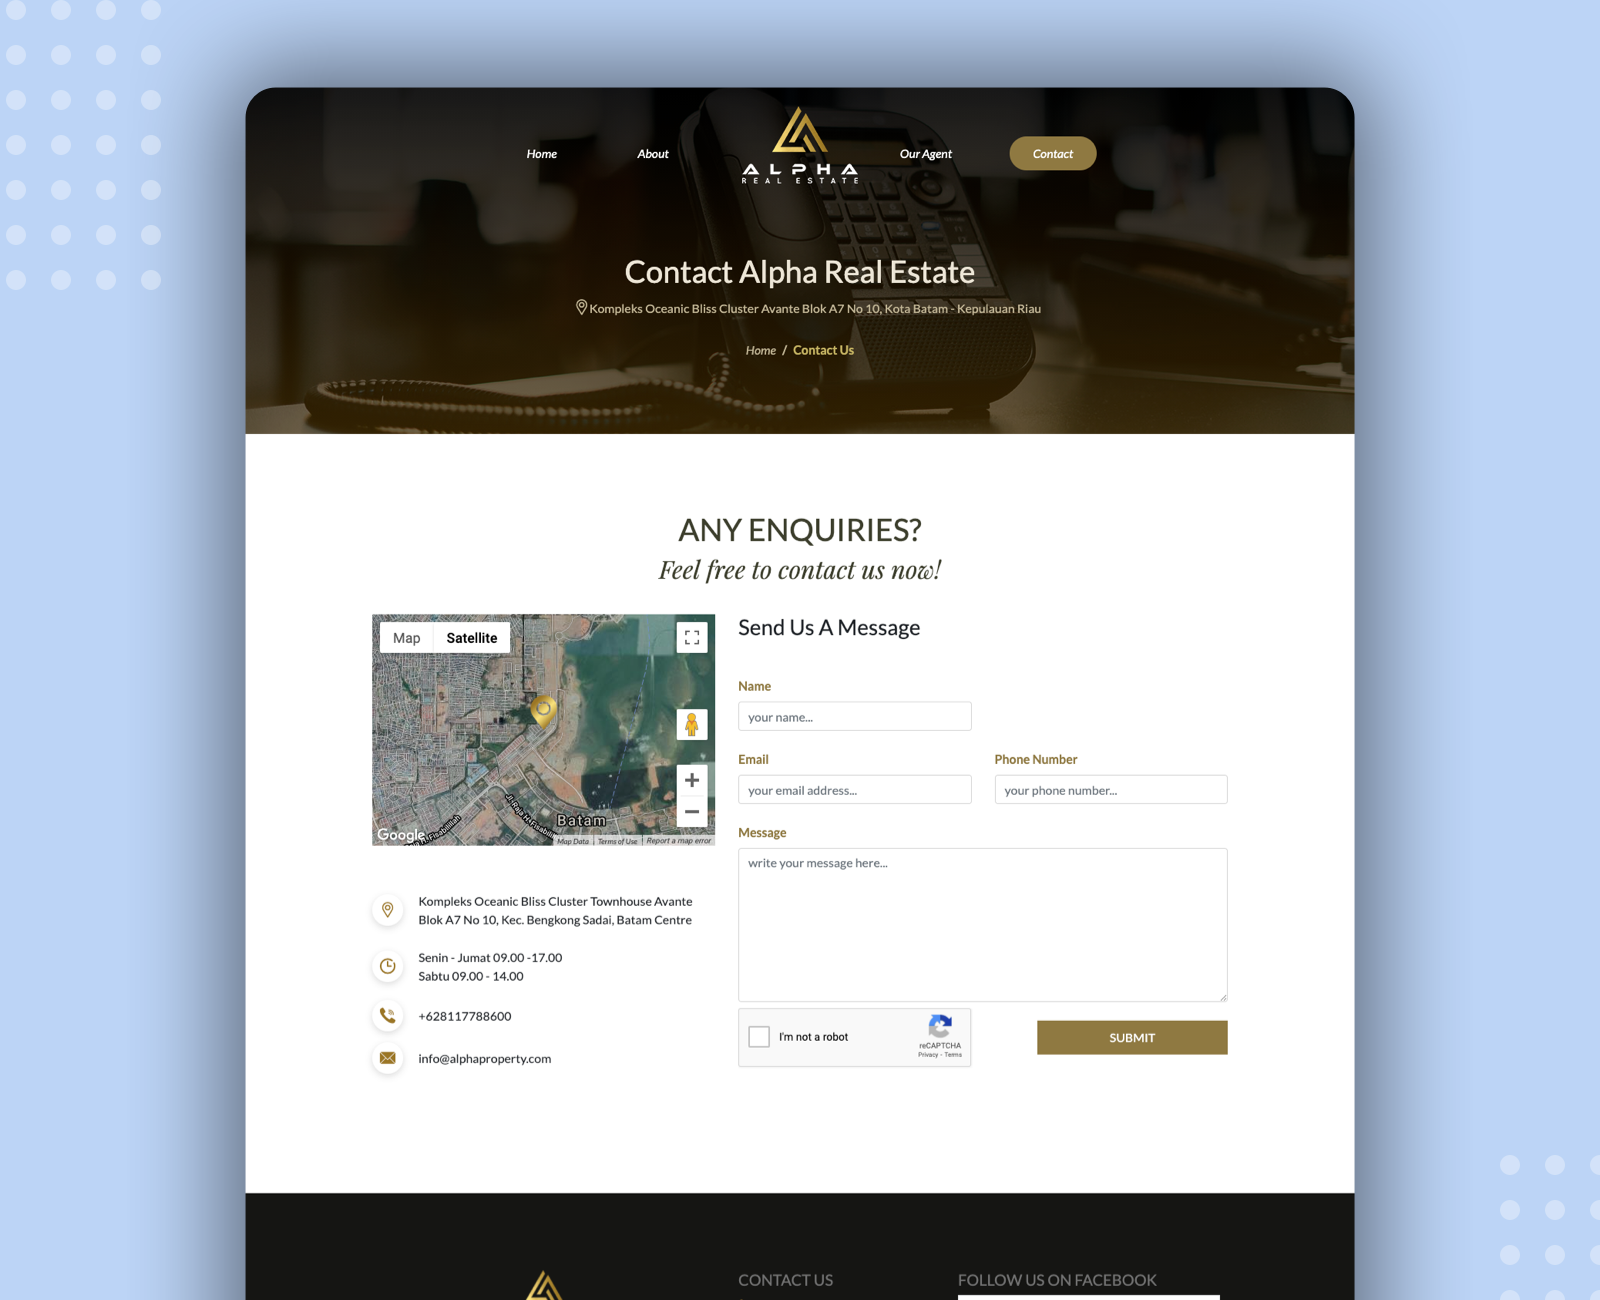 Home
About
ALPHA
REAL ESTATE
Our Agent
Contact
Contact Alpha Real Estate
Kompleks Oceanic Bliss Cluster Avante Blok A7 No 10, Kota Batam - Kepulauan Riau
Home / Contact Us
ANY ENQUIRIES?
Feel free to contact us now!
Map
Satellite
Batam
Google
Map Data
Terms of Use
Report a map error
Kompleks Oceanic Bliss Cluster Townhouse Avante
Blok A7 No 10, Kec. Bengkong Sadai, Batam Centre
Senin - Jumat 09.00 -17.00
Sabtu 09.00 - 14.00
+628117788600
info@alphaproperty.com
Send Us A Message
Name
your name...
Email
Phone Number
your email address...
your phone number...
Message
write your message here...
I'm not a robot
reCAPTCHA
Privacy - Terms
SUBMIT
CONTACT US
FOLLOW US ON FACEBOOK